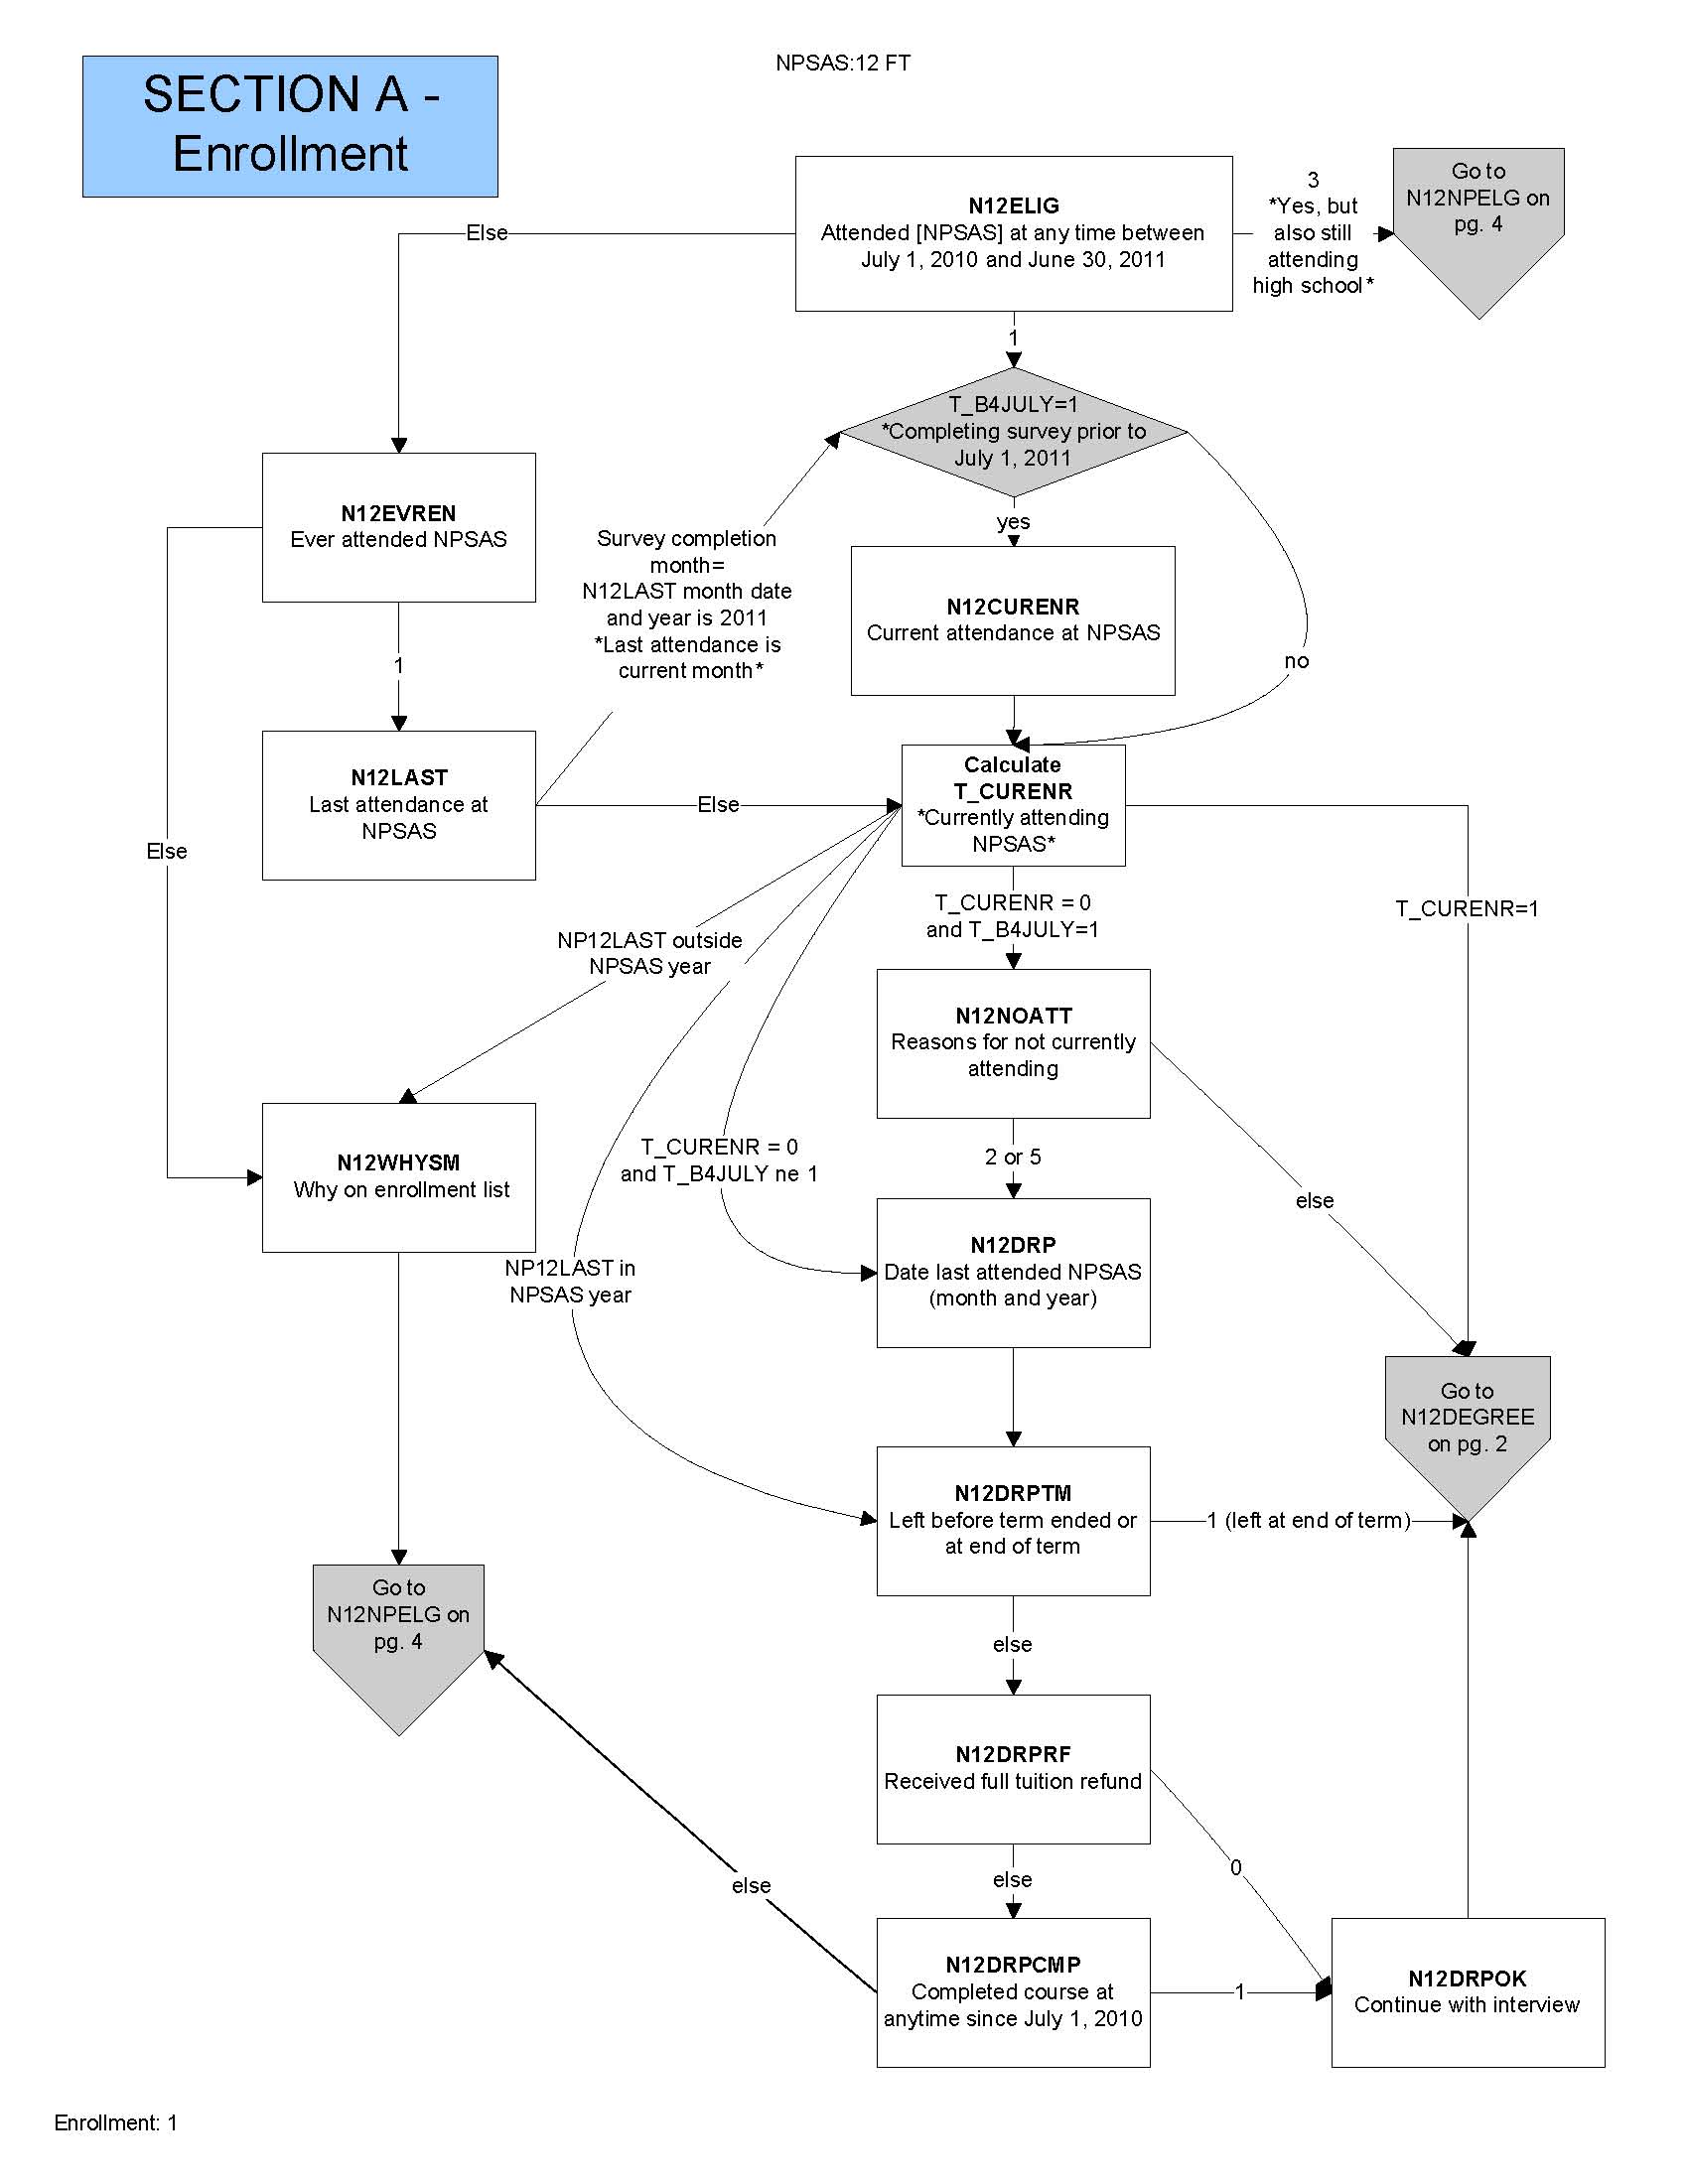 NPSAS:12 FT
SECTION A -
Enrollment
N12ELIG
Attended [NPSAS] at any time between
July 1, 2010 and June 30, 2011
3
*Yes, but
also still
attending
high school*
Go to
N12NPELG on
pg. 4
Else
1
T_B4JULY=1
*Completing survey prior to
July 1, 2011
yes
no
N12EVREN
Ever attended NPSAS
Survey completion
month=
N12LAST month date
and year is 2011
*Last attendance is
current month*
N12CURENR
Current attendance at NPSAS
1
N12LAST
Last attendance at
NPSAS
Else
Calculate
T_CURENR
*Currently attending
NPSAS*
Else
T_CURENR = 0
and T_B4JULY=1
T_CURENR=1
NP12LAST outside
NPSAS year
N12NOATT
Reasons for not currently
attending
T_CURENR = 0
and T_B4JULY ne 1
2 or 5
else
N12WHYSM
Why on enrollment list
NP12LAST in
NPSAS year
N12DRP
Date last attended NPSAS
(month and year)
Go to
N12DEGREE
on pg. 2
N12DRPTM
Left before term ended or
at end of term
1 (left at end of term)
Go to
N12NPELG on
pg. 4
else
N12DRPRF
Received full tuition refund
0
else
else
N12DRPCMP
Completed course at
anytime since July 1, 2010
1
N12DRPOK
Continue with interview
Enrollment: 1